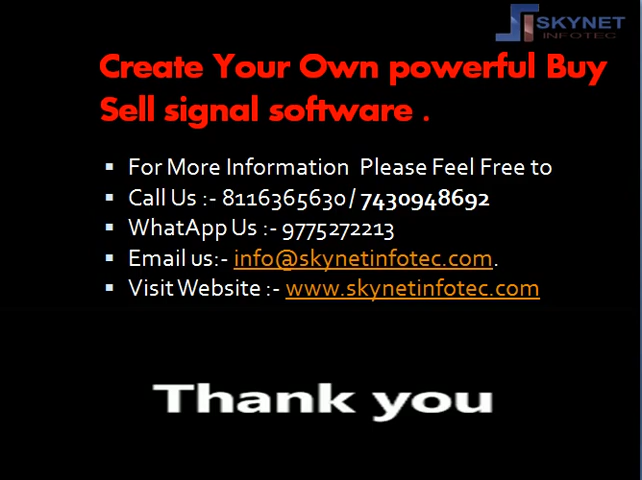 SKYNET
INFOTEC
Create Your Own powerful Buy
Sell signal software .
For More Information  Please Feel Free to
Call Us :- 8116365630/ 7430948692
WhatApp Us :- 9775272213
Email us:- info@skynetinfotec.com.
Visit Website :- www.skynetinfotec.com
Thank you